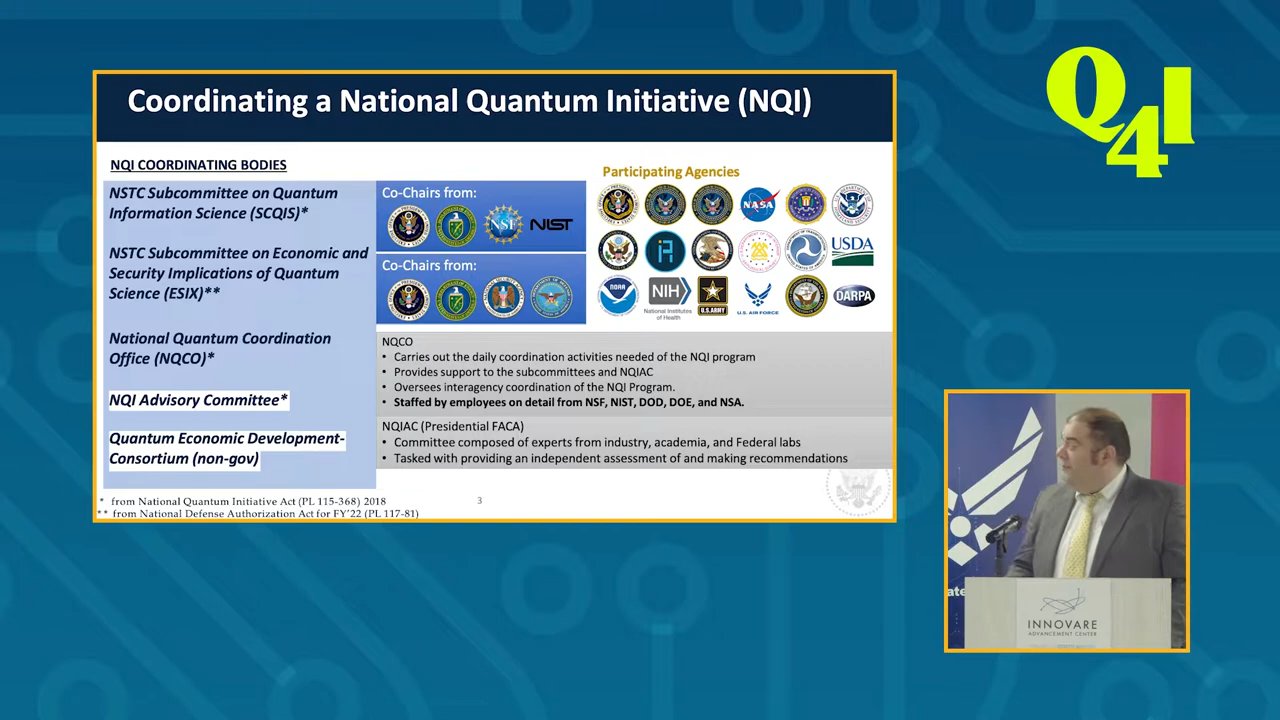 Coordinating a National Quantum Initiative (NQI)
Q4I
NQI COORDINATING BODIES
NSTC Subcommittee on Quantum
Information Science (SCQIS)*
NSTC Subcommittee on Economic and
Security Implications of Quantum
Science (ESIX)**
National Quantum Coordination
Office (NQCO)*
NQI Advisory Committee*
Quantum Economic Development-
Consortium (non-gov)
Co-Chairs from:
NSF
NIST
Co-Chairs from:
Participating Agencies
NASA
USDA
NOAA
NIH
National Institutes
of Health
U.S.ARMY
U.S. AIR FORCE
DARPA
NQCO
• Carries out the daily coordination activities needed of the NQI program
• Provides support to the subcommittees and NQIAC
• Oversees interagency coordination of the NQI Program.
• Staffed by employees on detail from NSF, NIST, DOD, DOE, and NSA.
NQIAC (Presidential FACA)
• Committee composed of experts from industry, academia, and Federal labs
• Tasked with providing an independent assessment of and making recommendations
* from National Quantum Initiative Act (PL 115-368) 2018
3
** from National Defense Authorization Act for FY'22 (PL 117-81)
INNOVARE
ADVANCEMENT CENTER